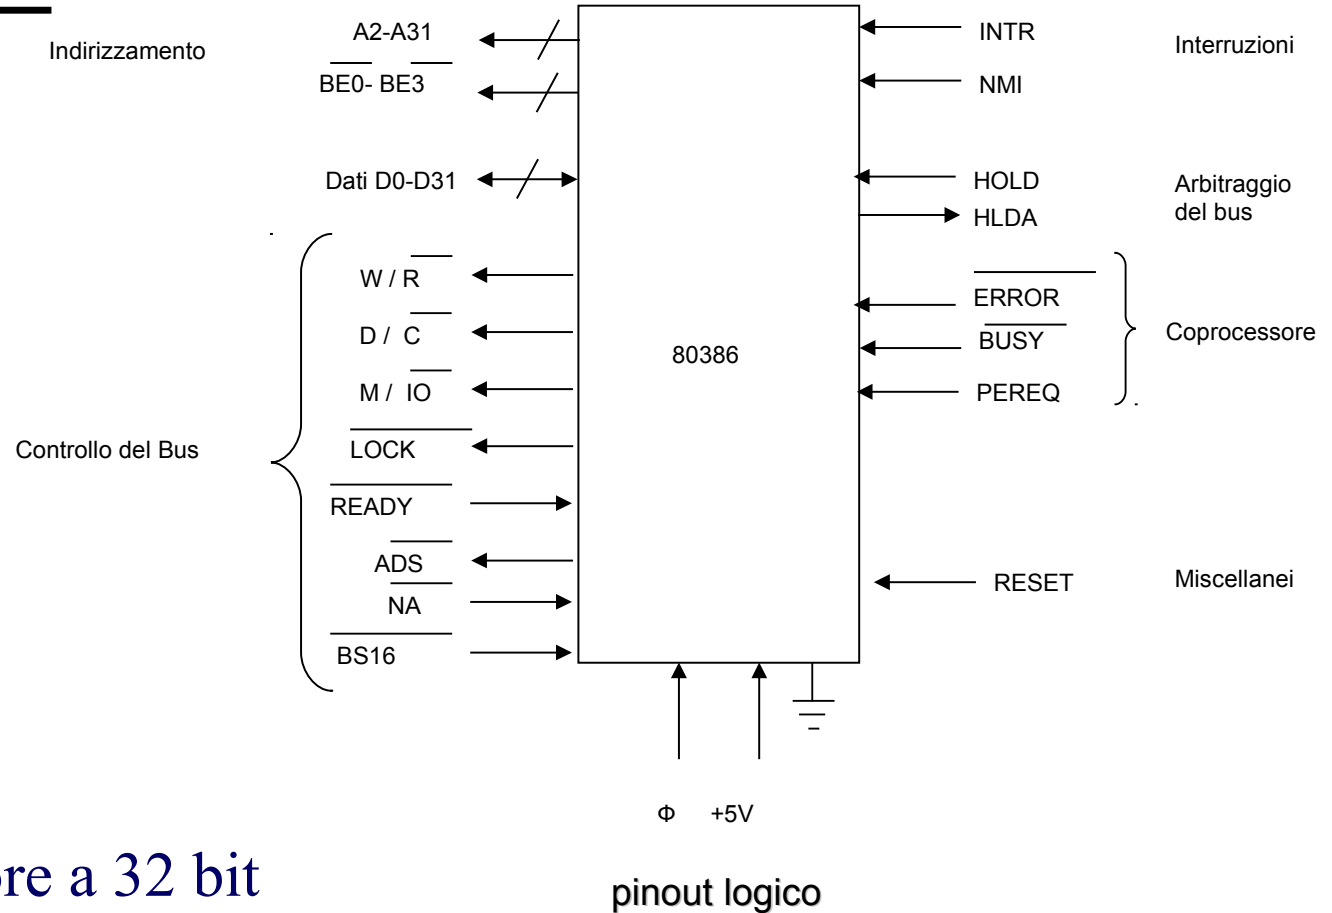 Indirizzamento
A2-A31
BE0- BE3
Dati D0-D31
W / R
D / C
M / IO
LOCK
READY
ADS
NA
BS16
Controllo del Bus
80386
INTR
NMI
Interruzioni
HOLD
HLDA
Arbitraggio
del bus
ERROR
BUSY
PEREQ
Coprocessore
RESET
Miscellanei
Φ +5V
re a 32 bit
pinout logico